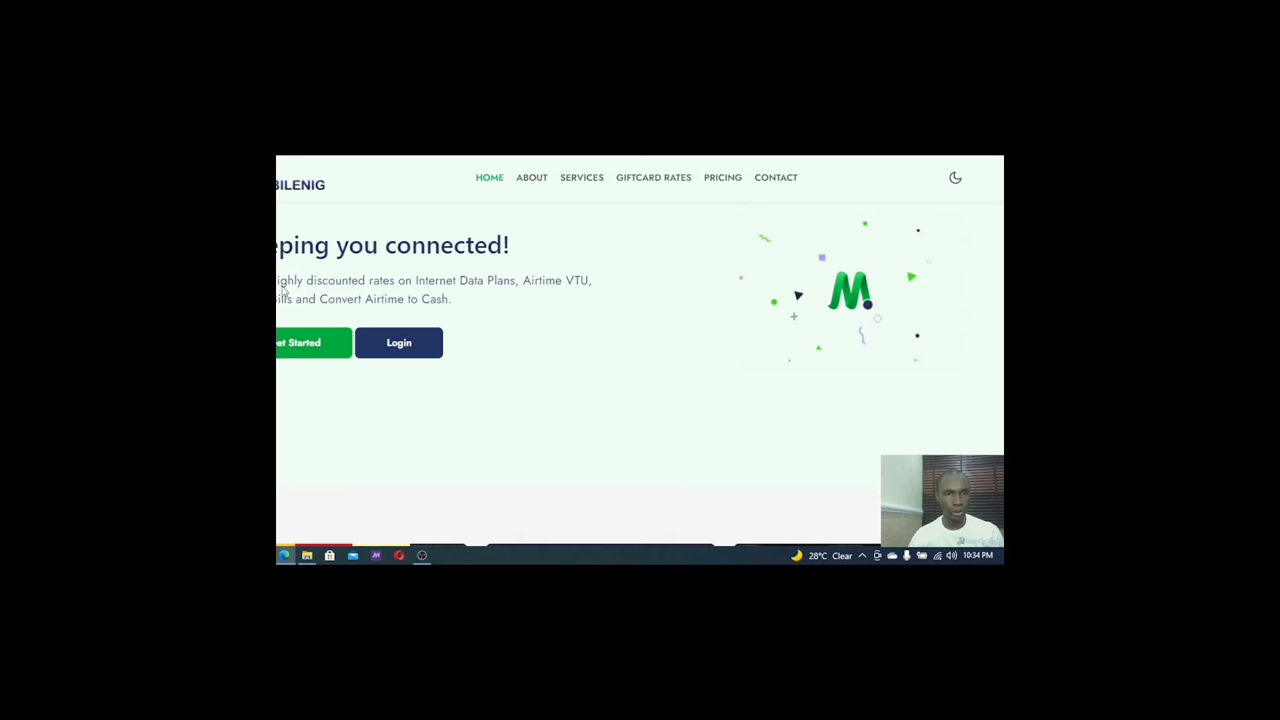 BILENIG
HOME ABOUT SERVICES GIFTCARD RATES PRICING CONTACT
eping you connected!
ighly discounted rates on Internet Data Plans, Airtime VTU,
Bills and Convert Airtime to Cash.
et Started
Login
M
28°C Clear
10:34 PM